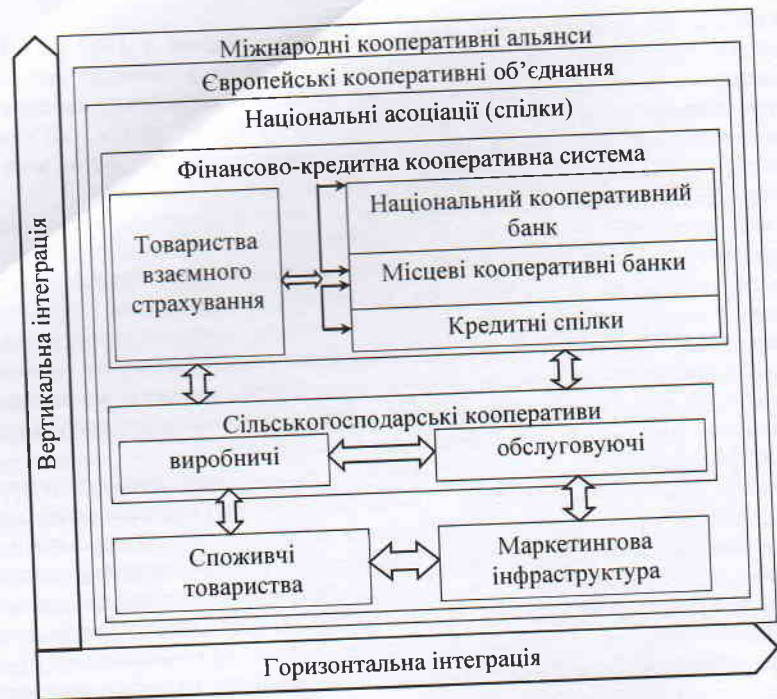 Міжнародні кооперативні альянси
Європейські кооперативні об’єднання
Національні асоціації (спілки)
Фінансово-кредитна кооперативна система
Товариства
взаємного
страхування
Національний кооперативний
банк
Місцеві кооперативні банки
Кредитні спілки
Сільськогосподарські кооперативи
виробничі
обслуговуючі
Споживчі
товариства
Маркетингова
інфраструктура
Вертикальна інтеграція
Горизонтальна інтеграція